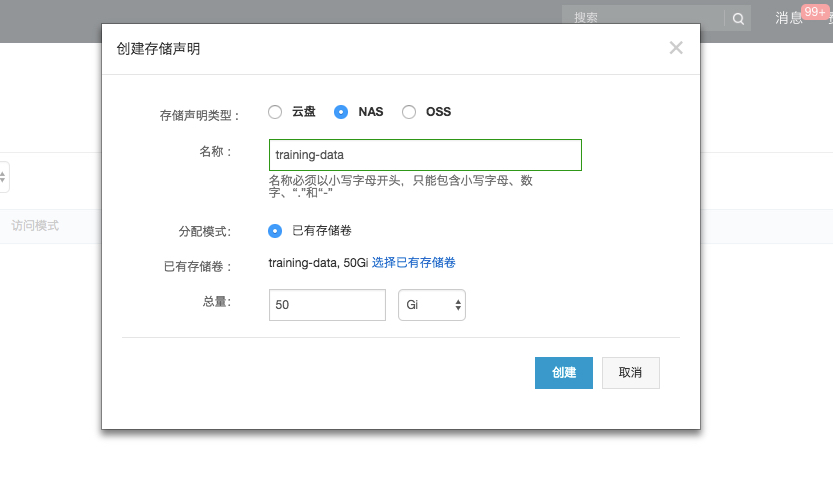 搜索
消息
99+
创建存储声明
存储声明类型：
云盘
NAS
OSS
名称：
training-data
名称必须以小写字母开头，只能包含小写字母、数
字、“.”和“-”
访问模式
分配模式：
已有存储卷
已有存储卷：
training-data, 50Gi 选择已有存储卷
总量：
50
Gi
创建
取消